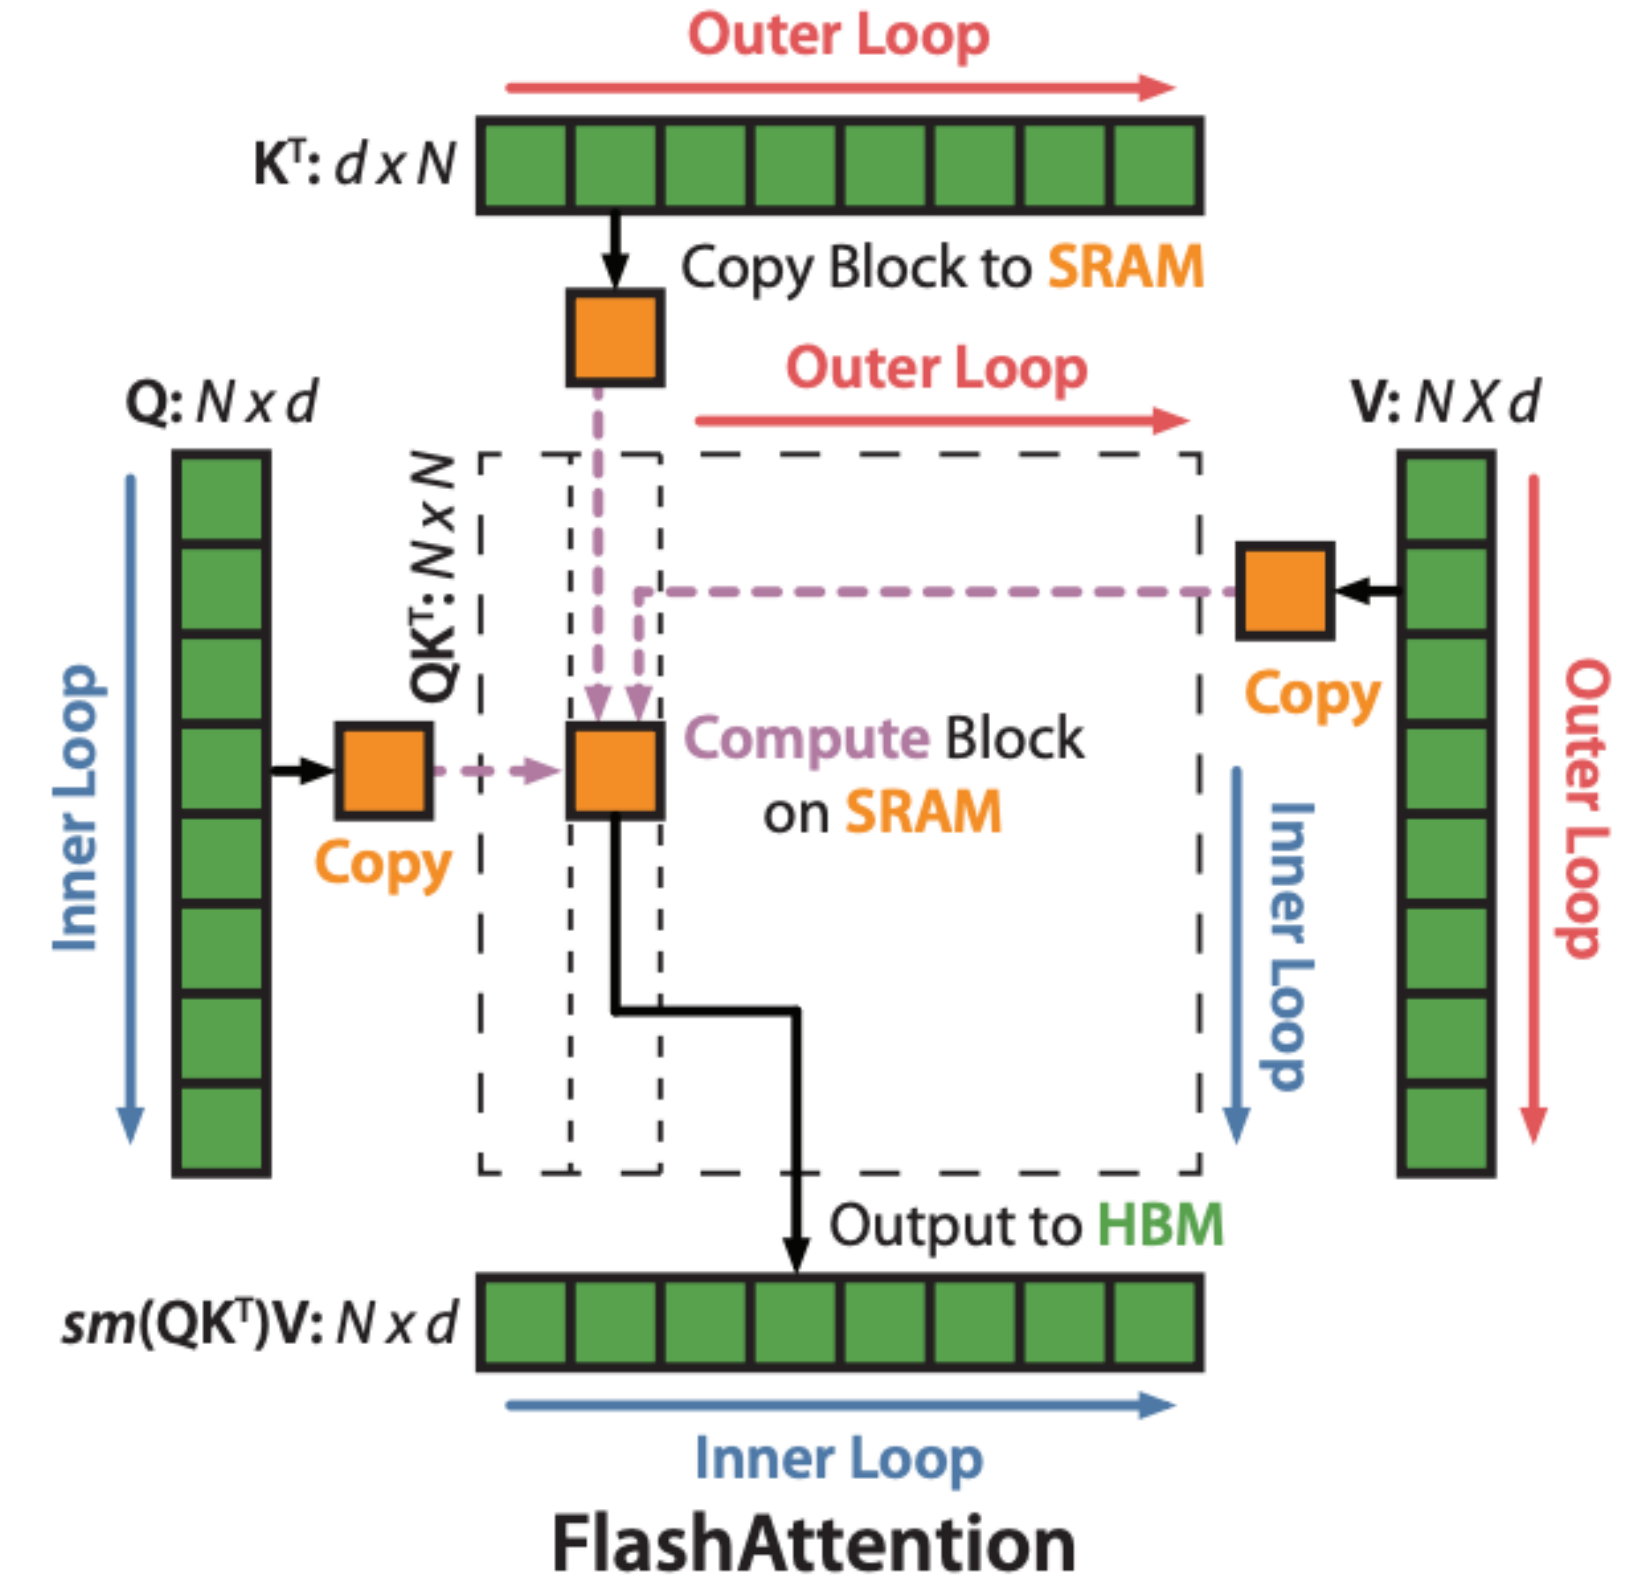 Outer Loop
Kᵀ: d x N
Copy Block to SRAM
Outer Loop
Q: N x d
V: N X d
QKᵀ: N x N
Copy
Compute Block
on SRAM
Inner Loop
Copy
Inner Loop
Outer Loop
Output to HBM
sm(QKᵀ)V: N x d
Inner Loop
FlashAttention